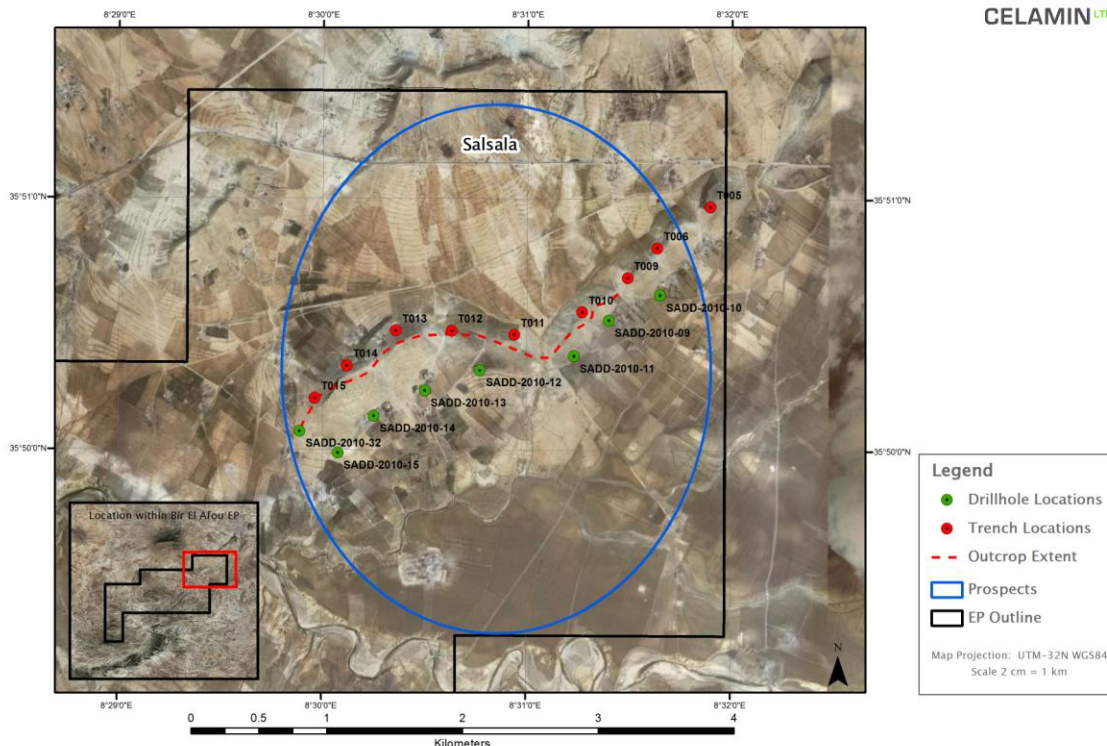 8°29'0"E 8°30'0"E 8°31'0"E 8°32'0"E
CELAMIN LTD
Salsala
35°51'0"N 35°51'0"N
T005
T006
T009
SADD-2010-10
T010
SADD-2010-09
T013 T012 T011
SADD-2010-11
T014
SADD-2010-12
SADD-2010-13
T015
SADD-2010-14
SADD-2010-32
35°50'0"N 35°50'0"N
SADD-2010-15
Legend
Drillhole Locations
Trench Locations
Outcrop Extent
Prospects
EP Outline
Map Projection: UTM-32N WGS84
Scale 2 cm = 1 km
Location within Bir El Afou EP
N
8°29'0"E 8°30'0"E 8°31'0"E 8°32'0"E
0 0.5 1 2 3 4
Kilometers